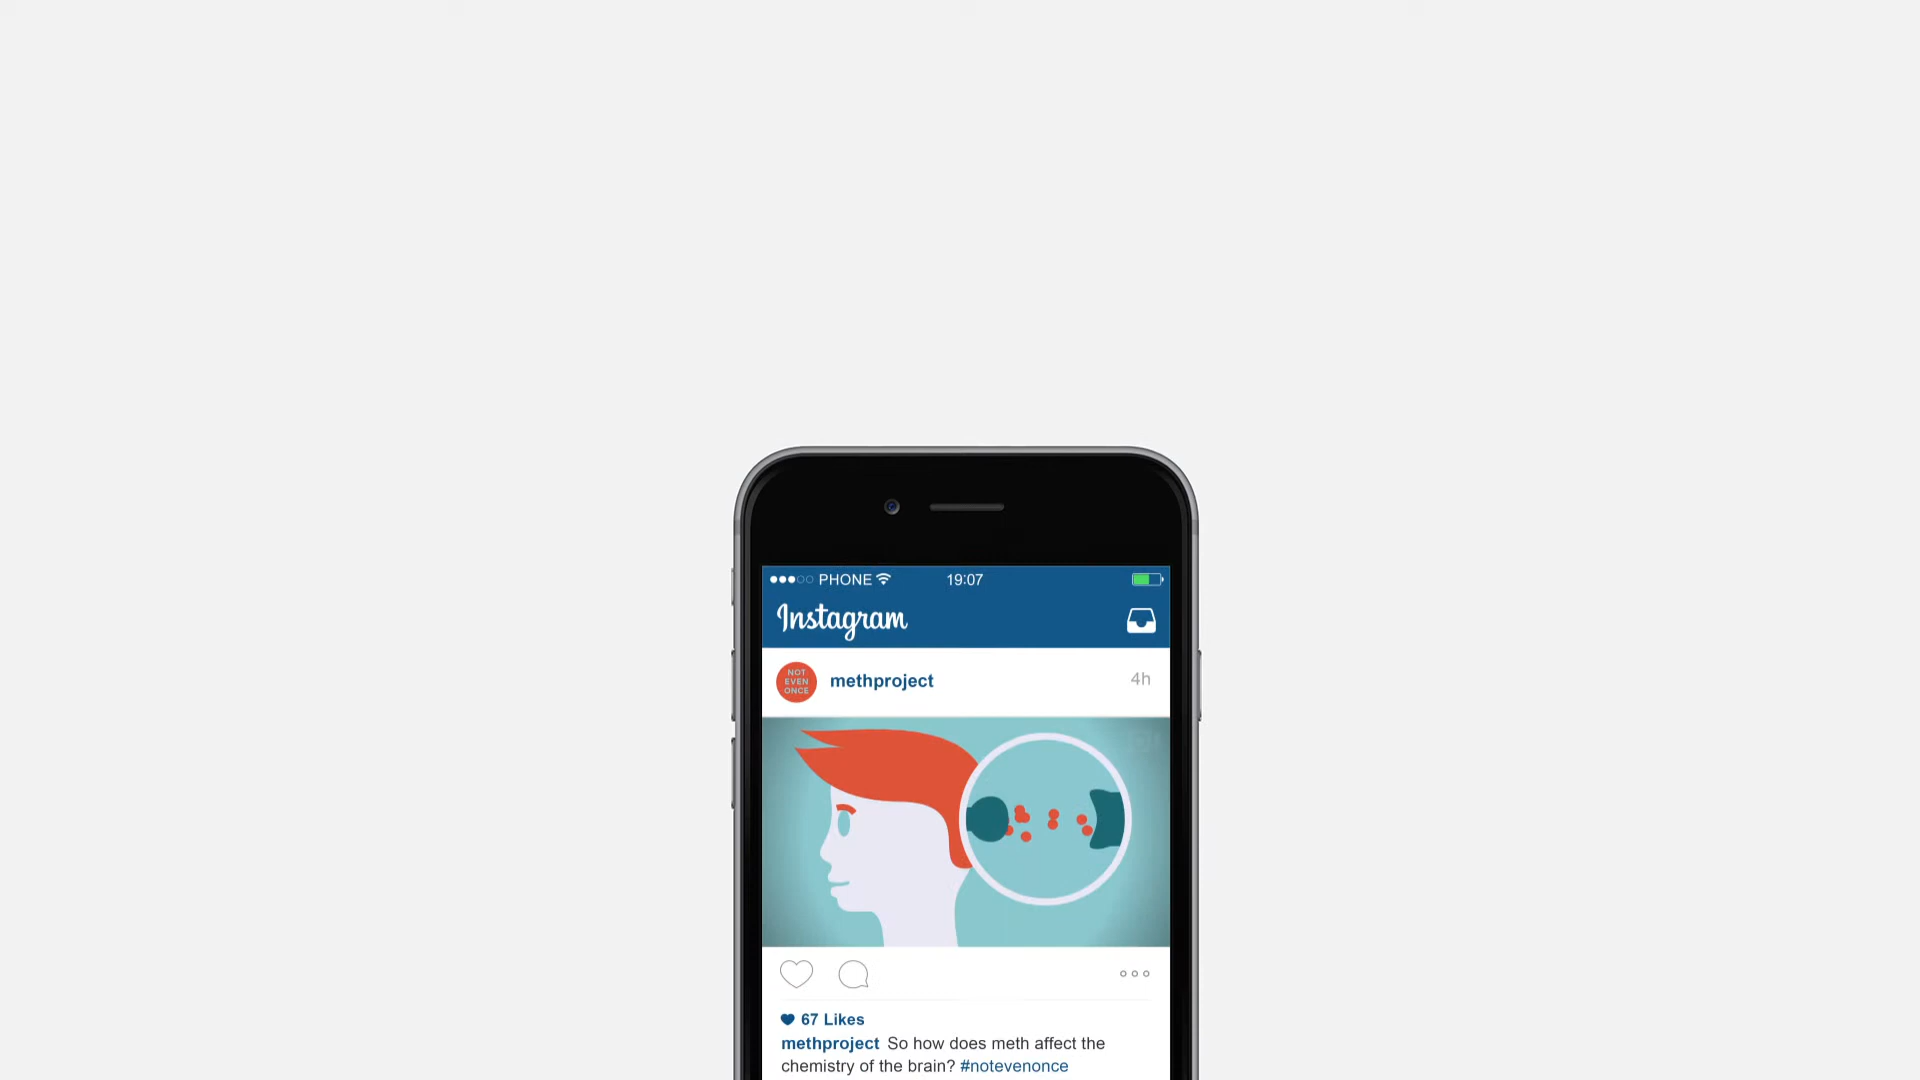 PHONE 19:07
Instagram
NOT
EVEN
ONCE
methproject 4h
67 Likes
methproject So how does meth affect the
chemistry of the brain? #notevenonce